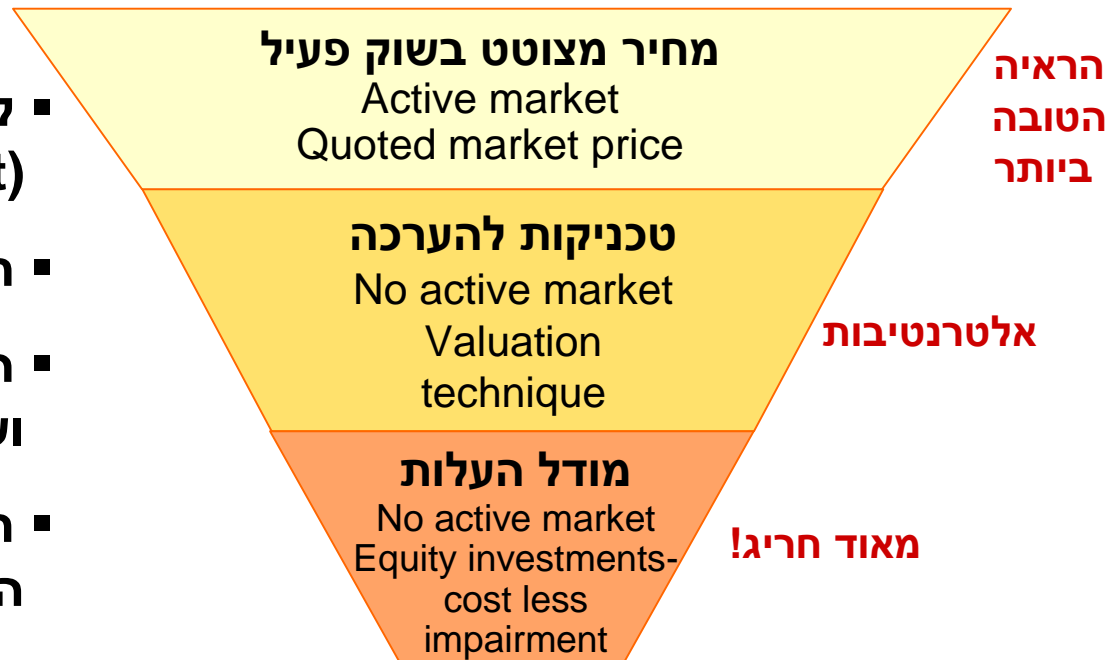 מחיר מצוטט בשוק פעיל
Active market
Quoted market price
הראיה
הטובה
ביותר
טכניקות להערכה
No active market
Valuation
technique
אלטרנטיבות
מודל העלות
No active market
Equity investments-
cost less
impairment
מאוד חריג!